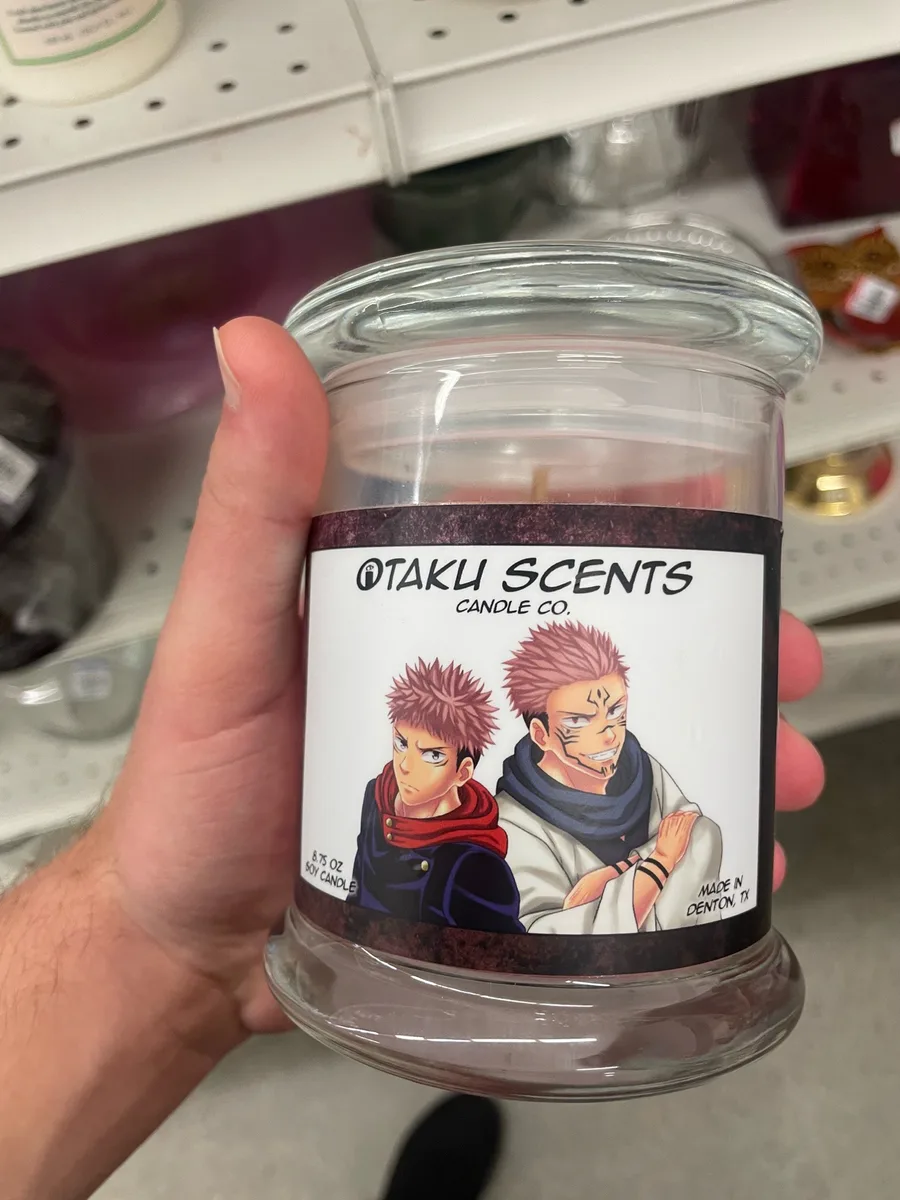 OTAKU SCENTS
CANDLE CO.
8.75 OZ
SOY CANDLE
MADE IN
DENTON, TX